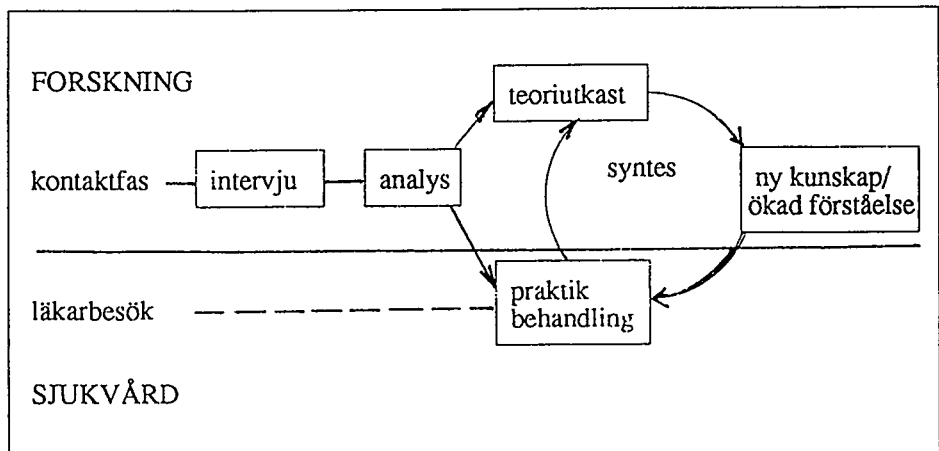 FORSKNING
teoriutkast
kontaktfas
intervju
analys
syntes
ny kunskap/
ökad förståelse
läkarbesök
praktik
behandling
SJUKVÅRD